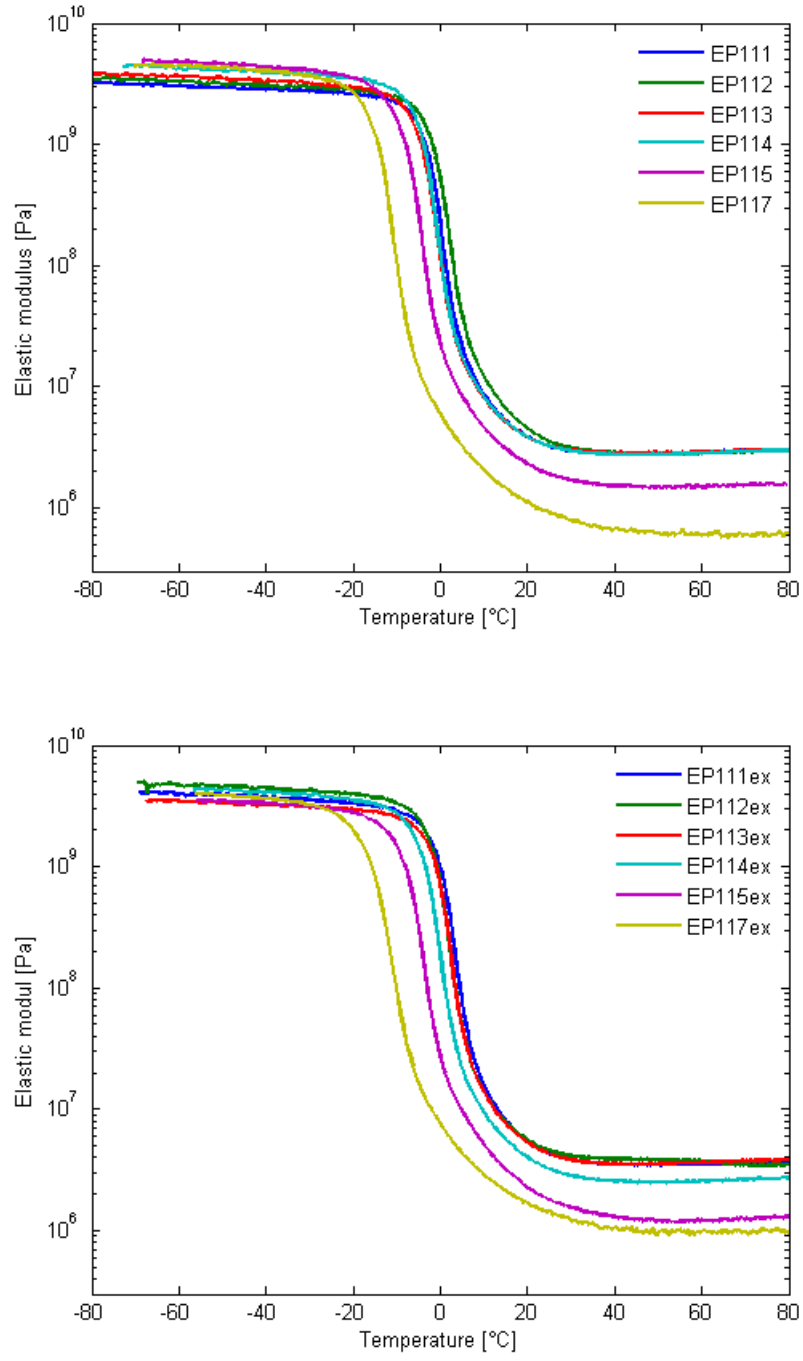 10^10
10^9
10^8
10^7
10^6
Elastic modulus [Pa]
EP111
EP112
EP113
EP114
EP115
EP117
-80 -60 -40 -20 0 20 40 60 80
Temperature [°C]
10^10
10^9
10^8
10^7
10^6
Elastic modul [Pa]
EP111ex
EP112ex
EP113ex
EP114ex
EP115ex
EP117ex
-80 -60 -40 -20 0 20 40 60 80
Temperature [°C]